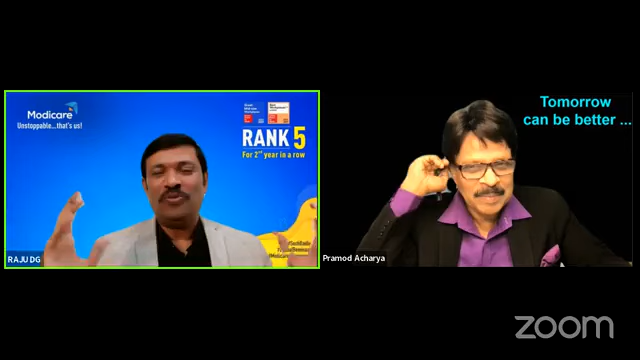 Modicare
Unstoppable...that's us!
RANK 5
For 2nd year in a row
RAJU DG
Tomorrow
can be better ...
Pramod Acharya
zoom